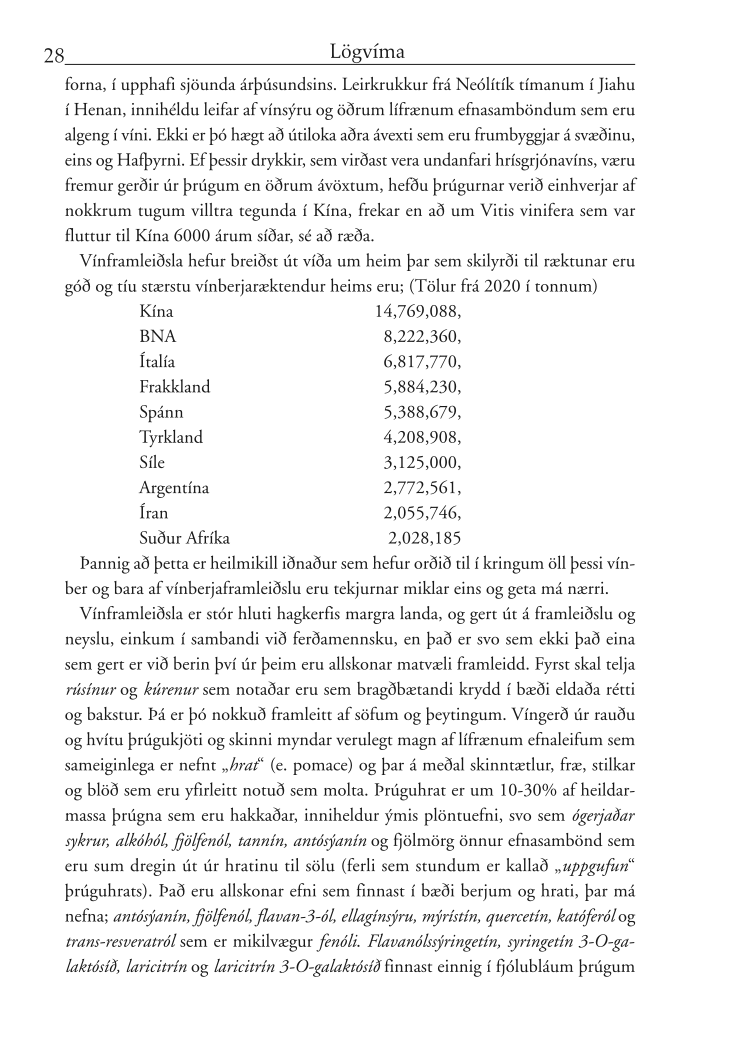 28 Lögvíma
forna, í upphafi sjöunda árþúsundsins. Leirkrukkur frá Neólítík tímanum í Jiahu
í Henan, innihéldu leifar af vínsýru og öðrum lífrænum efnasamböndum sem eru
algeng í víni. Ekki er þó hægt að útiloka aðra ávexti sem eru frumbyggjar á svæðinu,
eins og Hafþyrni. Ef þessir drykkir, sem virðast vera undanfari hrísgrjónavíns, væru
fremur gerðir úr þrúgum en öðrum ávöxtum, hefðu þrúgurnar verið einhverjar af
nokkrum tugum villtra tegunda í Kína, frekar en að um Vitis vinifera sem var
fluttur til Kína 6000 árum síðar, sé að ræða.
Vínframleiðsla hefur breiðst út víða um heim þar sem skilyrði til ræktunar eru
góð og tíu stærstu vínberjaræktendur heims eru; (Tölur frá 2020 í tonnum)
Kína 14,769,088,
BNA 8,222,360,
Ítalía 6,817,770,
Frakkland 5,884,230,
Spánn 5,388,679,
Tyrkland 4,208,908,
Síle 3,125,000,
Argentína 2,772,561,
Íran 2,055,746,
Suður Afríka 2,028,185
Þannig að þetta er heilmikill iðnaður sem hefur orðið til í kringum öll þessi vín-
ber og bara af vínberjaframleiðslu eru tekjurnar miklar eins og geta má nærri.
Vínframleiðsla er stór hluti hagkerfis margra landa, og gert út á framleiðslu og
neyslu, einkum í sambandi við ferðamennsku, en það er svo sem ekki það eina
sem gert er við berin því úr þeim eru allskonar matvæli framleidd. Fyrst skal telja
rúsínur og kúrenur sem notaðar eru sem bragðbætandi krydd í bæði eldaða rétti
og bakstur. Þá er þó nokkuð framleitt af söfum og þeytingum. Víngerð úr rauðu
og hvítu þrúgukjöti og skinni myndar verulegt magn af lífrænum efnaleifum sem
sameiginlega er nefnt „hrat“ (e. pomace) og þar á meðal skinntætlur, fræ, stilkar
og blöð sem eru yfirleitt notuð sem molta. Þrúguhrat er um 10-30% af heildar-
massa þrúgna sem eru hakkaðar, inniheldur ýmis plöntuefni, svo sem ógerjaðar
sykrur, alkóhól, fjölfenól, tannín, antósýanín og fjölmörg önnur efnasambönd sem
eru sum dregin út úr hratinu til sölu (ferli sem stundum er kallað „uppgufun“
þrúguhrats). Það eru allskonar efni sem finnast í bæði berjum og hrati, þar má
nefna; antósýanín, fjölfenól, flavan-3-ól, ellagínsýru, mýrístín, quercetín, katóferól og
trans-resveratról sem er mikilvægur fenóli. Flavanólssýringetín, syringetín 3-O-ga-
laktósíð, laricitrín og laricitrín 3-O-galaktósíð finnast einnig í fjólubláum þrúgum